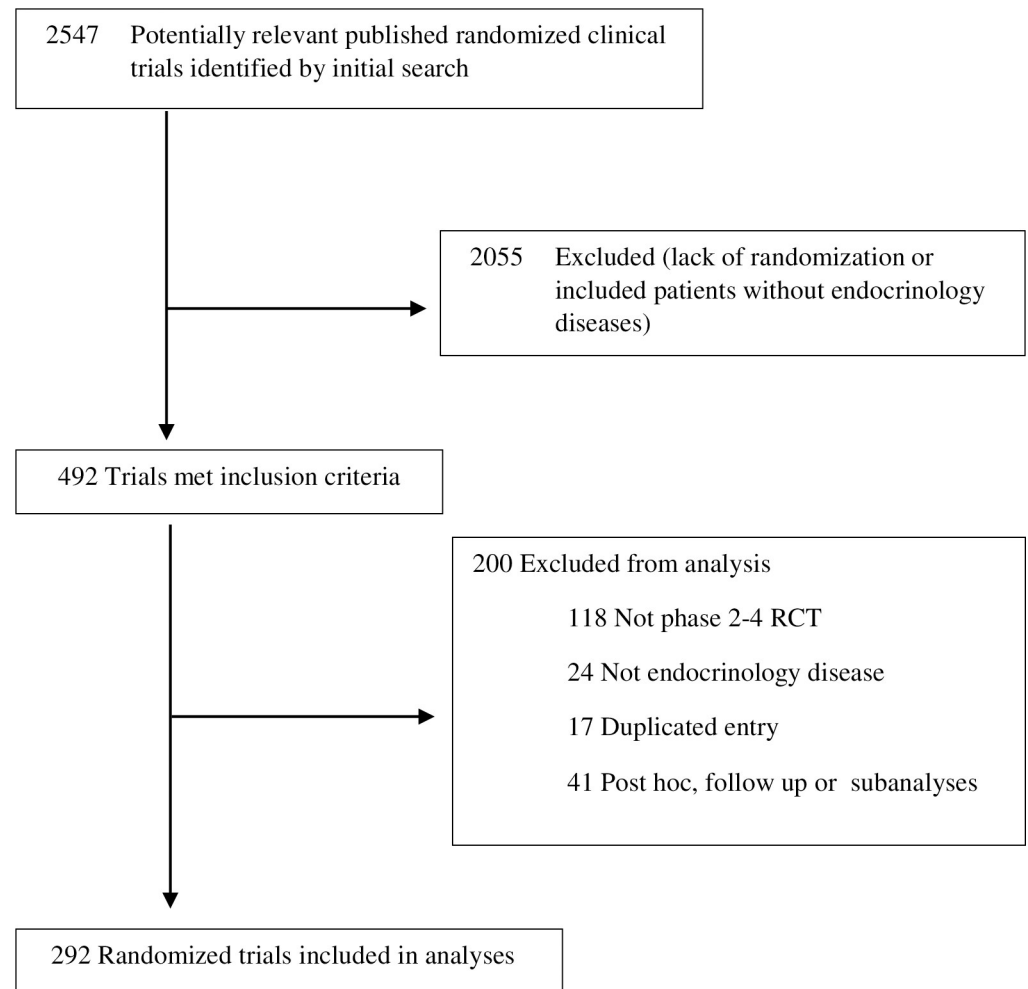 2547 Potentially relevant published randomized clinical
trials identified by initial search
2055 Excluded (lack of randomization or
included patients without endocrinology
diseases)
492 Trials met inclusion criteria
200 Excluded from analysis
118 Not phase 2-4 RCT
24 Not endocrinology disease
17 Duplicated entry
41 Post hoc, follow up or subanalyses
292 Randomized trials included in analyses